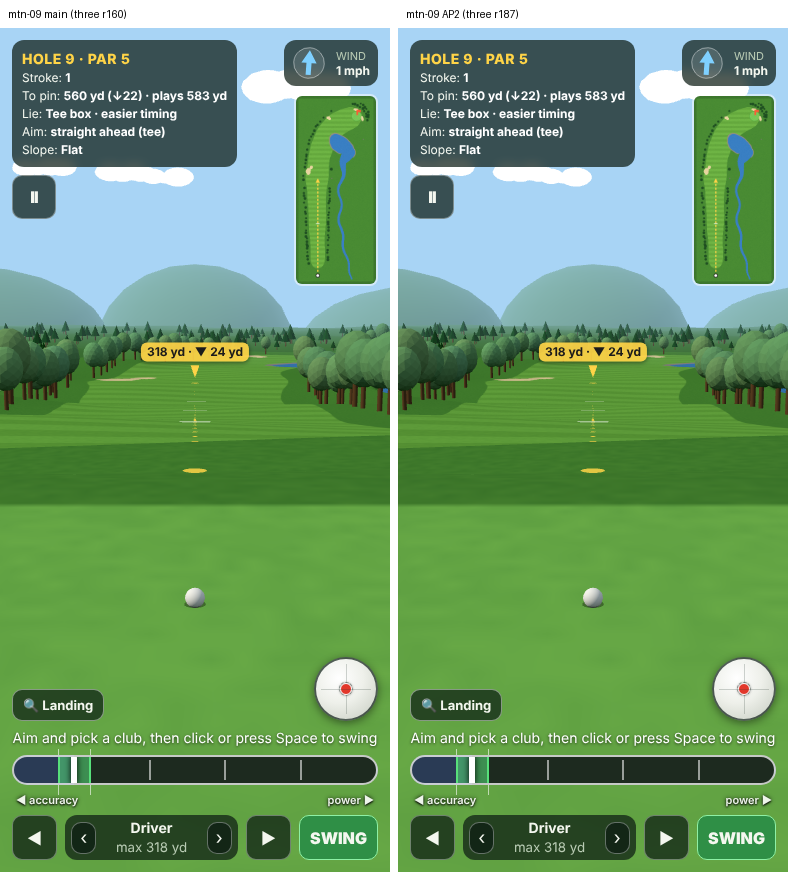 mtn-09 main (three r160)
HOLE 9 · PAR 5
Stroke: 1
To pin: 560 yd (↓22) · plays 583 yd
Lie: Tee box · easier timing
Aim: straight ahead (tee)
Slope: Flat
WIND
1 mph
318 yd · ▼ 24 yd
🔍 Landing
Aim and pick a club, then click or press Space to swing
◀ accuracy
power ▶
◀
‹
Driver
max 318 yd
›
▶
SWING
mtn-09 AP2 (three r187)
HOLE 9 · PAR 5
Stroke: 1
To pin: 560 yd (↓22) · plays 583 yd
Lie: Tee box · easier timing
Aim: straight ahead (tee)
Slope: Flat
WIND
1 mph
318 yd · ▼ 24 yd
🔍 Landing
Aim and pick a club, then click or press Space to swing
◀ accuracy
power ▶
◀
‹
Driver
max 318 yd
›
▶
SWING